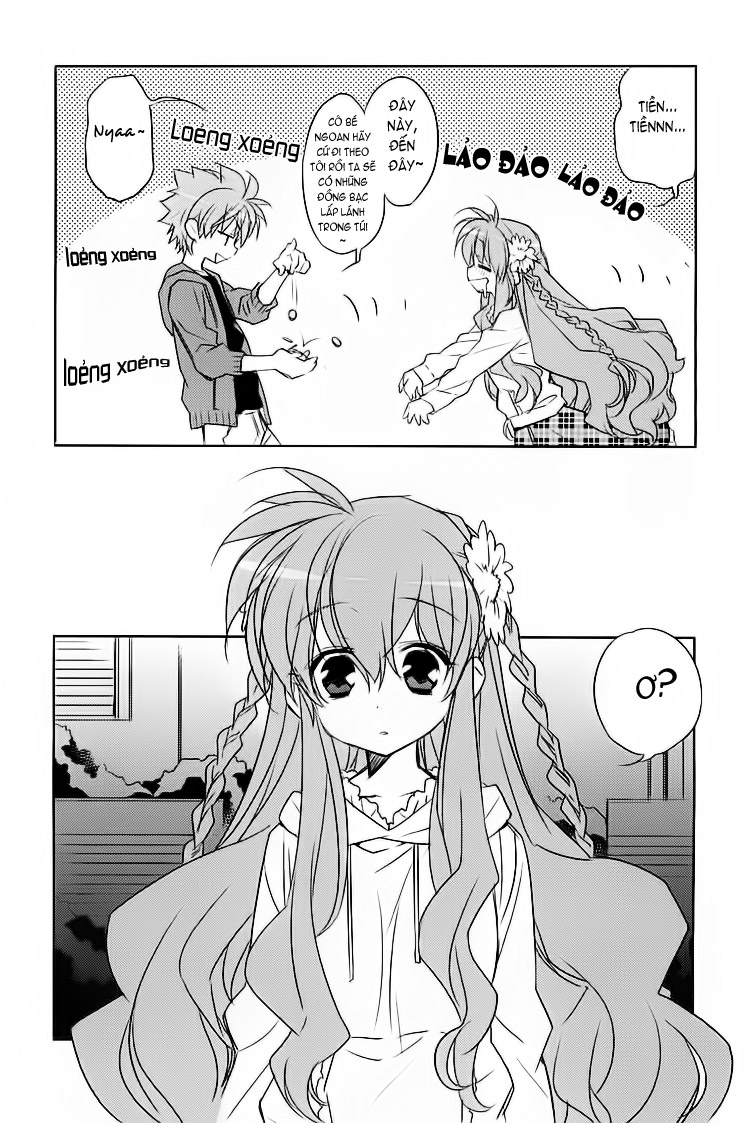 TIỀN...
TIỀNNN...
LẢO ĐẢO LẢO ĐẢO
ĐÂY
NÀY,
ĐẾN
ĐÂY~
CÔ BÉ
NGOAN HÃY
CỨ ĐI THEO
TÔI RỒI TA SẼ
CÓ NHỮNG
ĐỒNG BẠC
LẤP LÁNH
TRONG TÚI
~
Loẻng xoẻng
Nyaa~
loẻng xoẻng
loẻng xoẻng
Ơ?